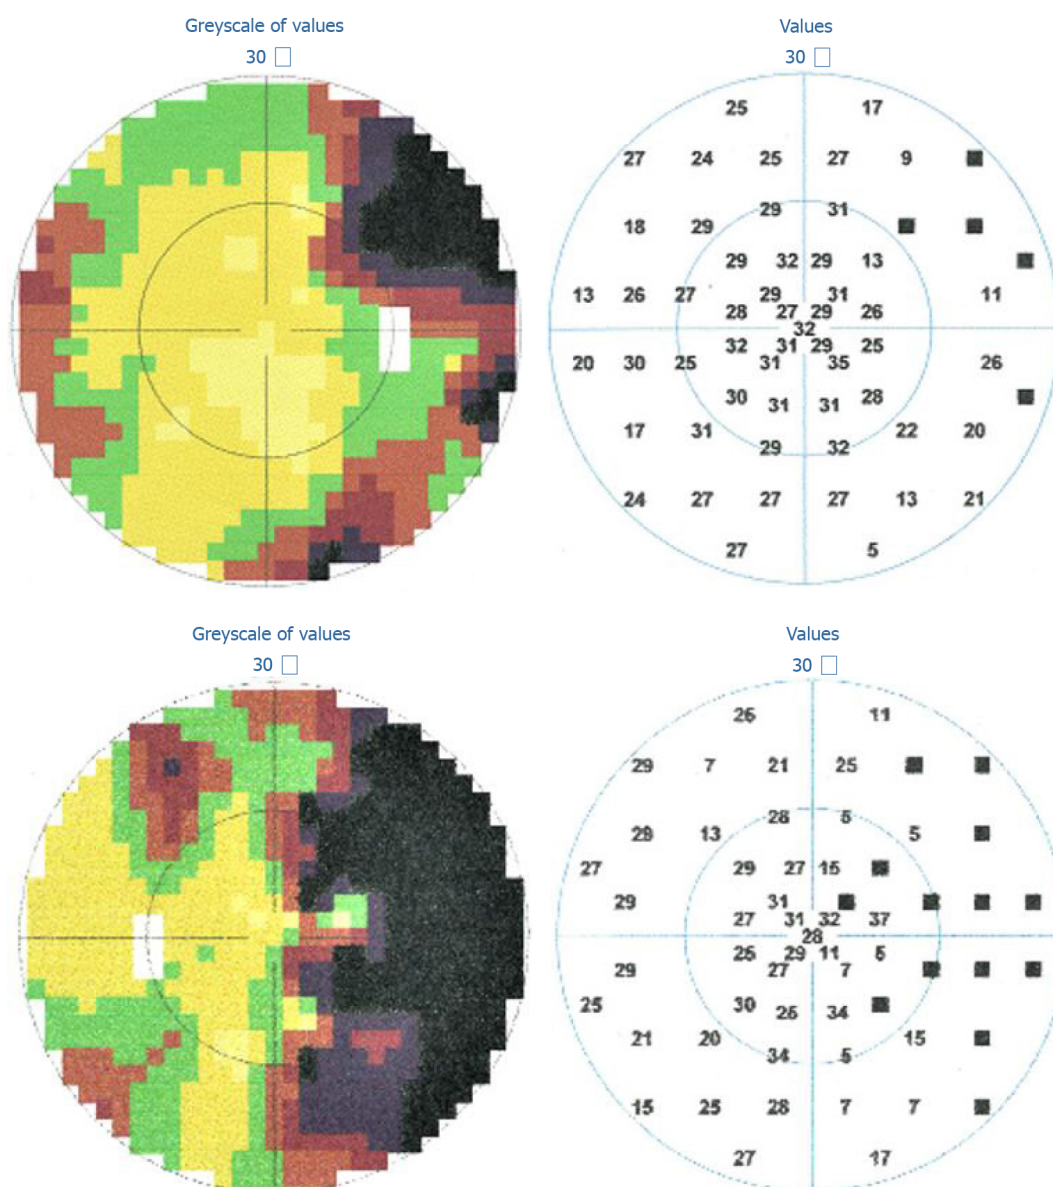 Greyscale of values
Values
30 □
30 □
25 17
27 24 25 27 9 ■
29 31
18 29 ■ ■
29 32 29 13 ■
13 26 27 29 31 11
28 27 29 26
32
32 31 29 25
20 30 25 31 35 26
30 31 31 28 ■
17 31 22 20
29 32
24 27 27 27 13 21
27 5
Greyscale of values
Values
30 □
30 □
26 11
29 7 21 25 ■ ■
28 5
13 5 ■
27 29 27 15 ■
29 31 ■ ■ ■ ■
27 31 32 37
28
29 11 5
29 27 7 ■ ■ ■
25 30 25 34 ■
21 20 15 ■
34 5
15 25 28 7 7 ■
27 17